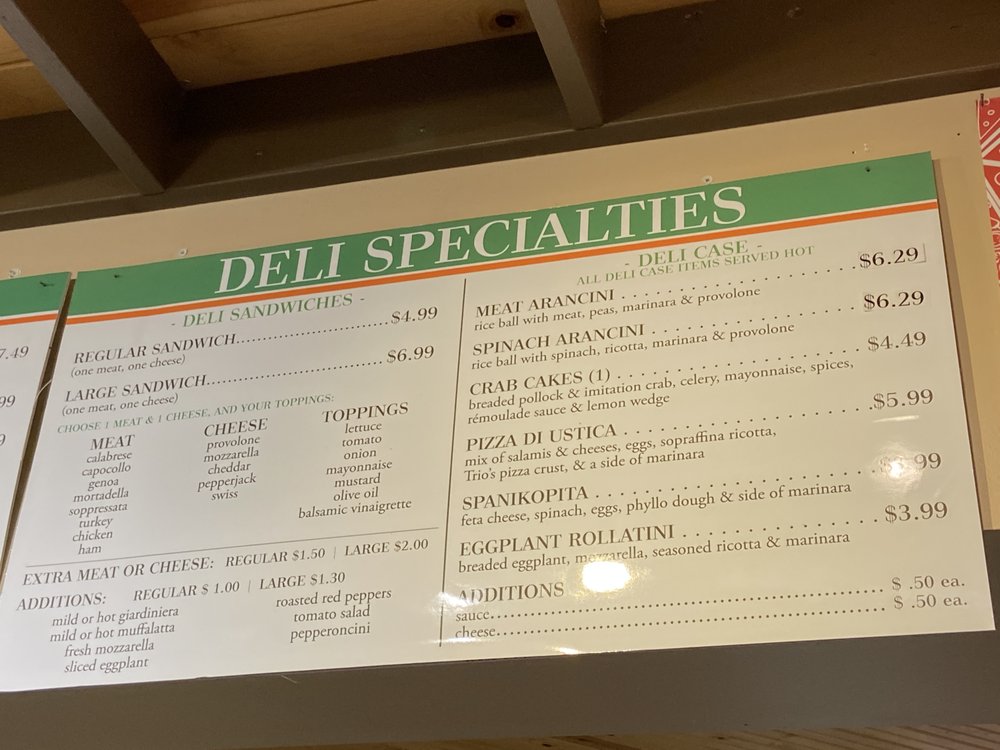 7.49
99
9
DELI SPECIALTIES
- DELI SANDWICHES -
REGULAR SANDWICH........................$4.99
(one meat, one cheese)
LARGE SANDWICH............................$6.99
(one meat, one cheese)
CHOOSE 1 MEAT & 1 CHEESE, AND YOUR TOPPINGS:
MEAT
calabrese
capocollo
genoa
mortadella
soppressata
turkey
chicken
ham
CHEESE
provolone
mozzarella
cheddar
pepperjack
swiss
TOPPINGS
lettuce
tomato
onion
mayonnaise
mustard
olive oil
balsamic vinaigrette
EXTRA MEAT OR CHEESE: REGULAR $1.50 | LARGE $2.00
ADDITIONS: REGULAR $ 1.00 | LARGE $1.30
mild or hot giardiniera
mild or hot muffalatta
fresh mozzarella
sliced eggplant
roasted red peppers
tomato salad
pepperoncini
- DELI CASE -
ALL DELI CASE ITEMS SERVED HOT
MEAT ARANCINI . . . . . . . . . . . . . . . . . $6.29
rice ball with meat, peas, marinara & provolone
SPINACH ARANCINI . . . . . . . . . . . . . . . $6.29
rice ball with spinach, ricotta, marinara & provolone
CRAB CAKES (1) . . . . . . . . . . . . . . . . . $4.49
breaded pollock & imitation crab, celery, mayonnaise, spices,
rémoulade sauce & lemon wedge
PIZZA DI USTICA . . . . . . . . . . . . . . . . . $5.99
mix of salamis & cheeses, eggs, sopraffina ricotta,
Trio's pizza crust, & a side of marinara
SPANIKOPITA . . . . . . . . . . . . . . . . . . . 99
feta cheese, spinach, eggs, phyllo dough & side of marinara
EGGPLANT ROLLATINI . . . . . . . . . . . . . $3.99
breaded eggplant, mozzarella, seasoned ricotta & marinara
ADDITIONS
sauce.................................................... $ .50 ea.
cheese................................................... $ .50 ea.